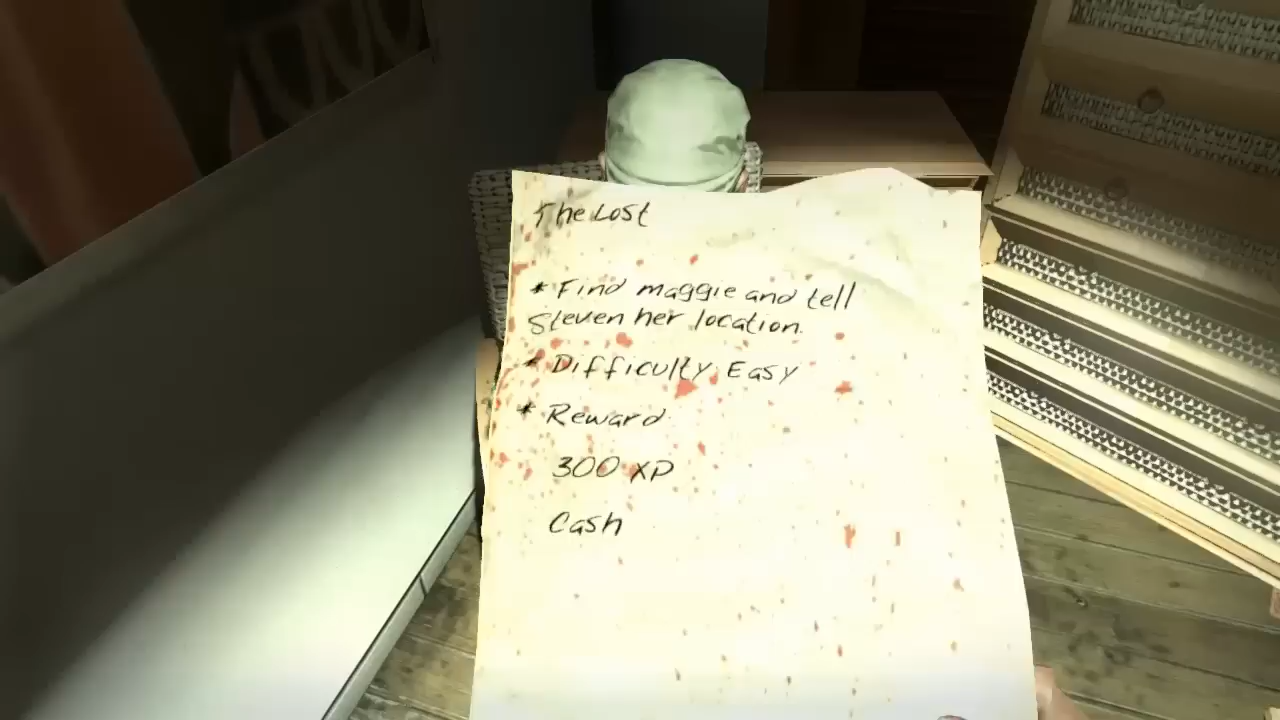 The Lost
* Find maggie and tell
Steven her location.
* Difficulty Easy
* Reward
300 XP
Cash